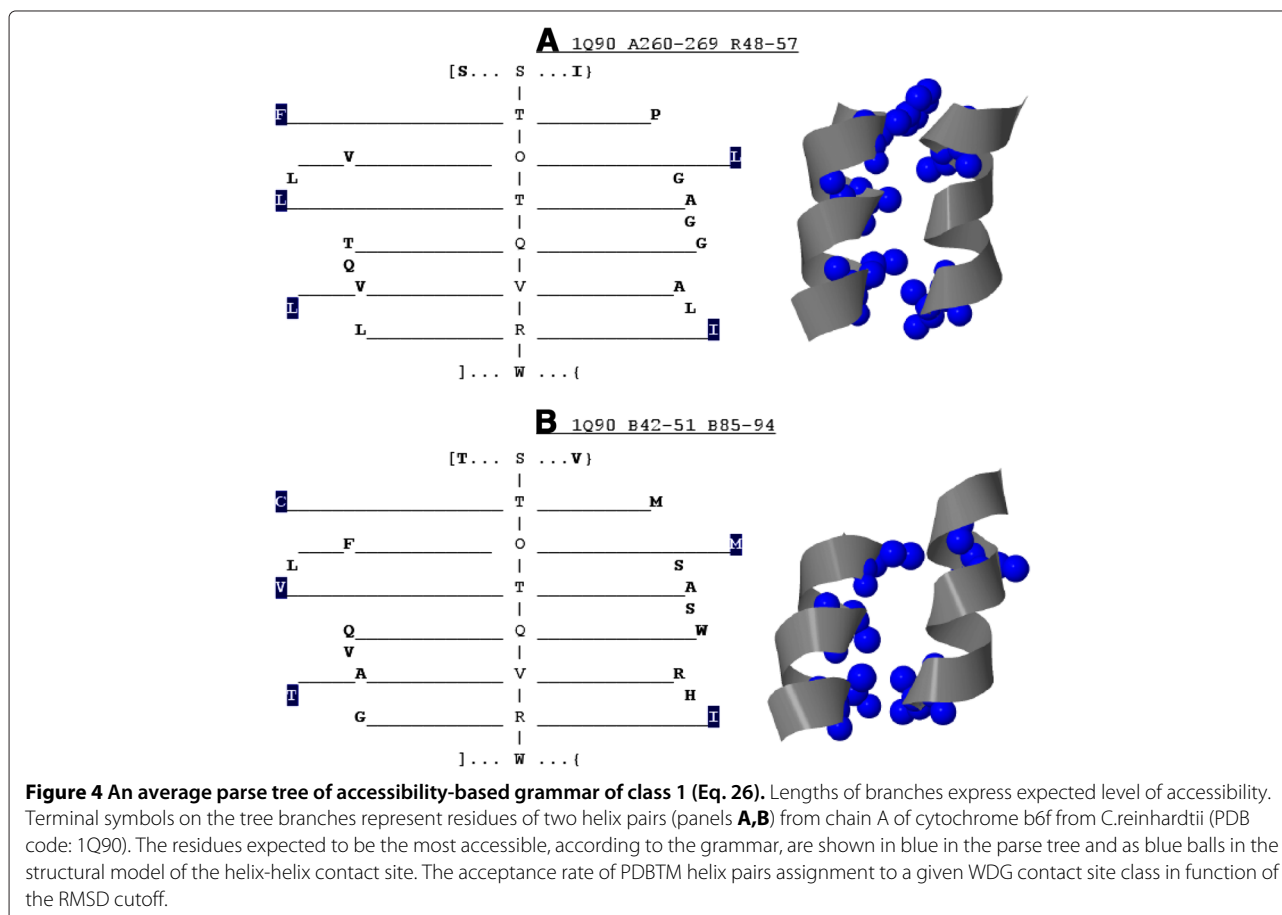 A 1Q90 A260-269 R48-57
[S... S ...I}
|
F T P
|
V O L
L | G
L T A
| G
T Q G
Q |
V V A
L | L
L R I
|
]... W ...{
B 1Q90 B42-51 B85-94
[T... S ...V}
|
C T M
|
F O M
L | S
V T A
| S
Q Q W
V |
A V R
T | H
G R I
|
]... W ...{
Figure 4 An average parse tree of accessibility-based grammar of class 1 (Eq. 26). Lengths of branches express expected level of accessibility.
Terminal symbols on the tree branches represent residues of two helix pairs (panels A,B) from chain A of cytochrome b6f from C.reinhardtii (PDB
code: 1Q90). The residues expected to be the most accessible, according to the grammar, are shown in blue in the parse tree and as blue balls in the
structural model of the helix-helix contact site. The acceptance rate of PDBTM helix pairs assignment to a given WDG contact site class in function of
the RMSD cutoff.